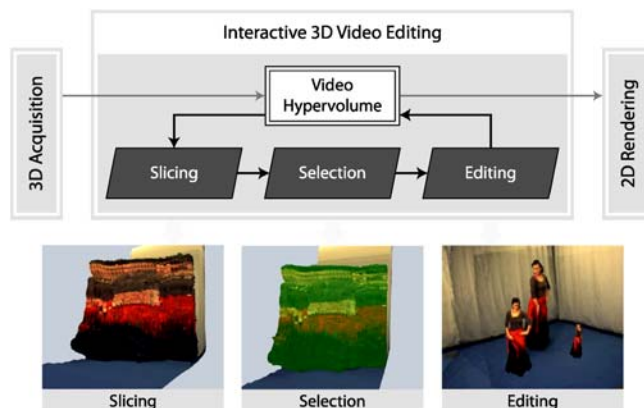 Interactive 3D Video Editing
3D Acquisition
Video
Hypervolume
2D Rendering
Slicing
Selection
Editing
Slicing
Selection
Editing